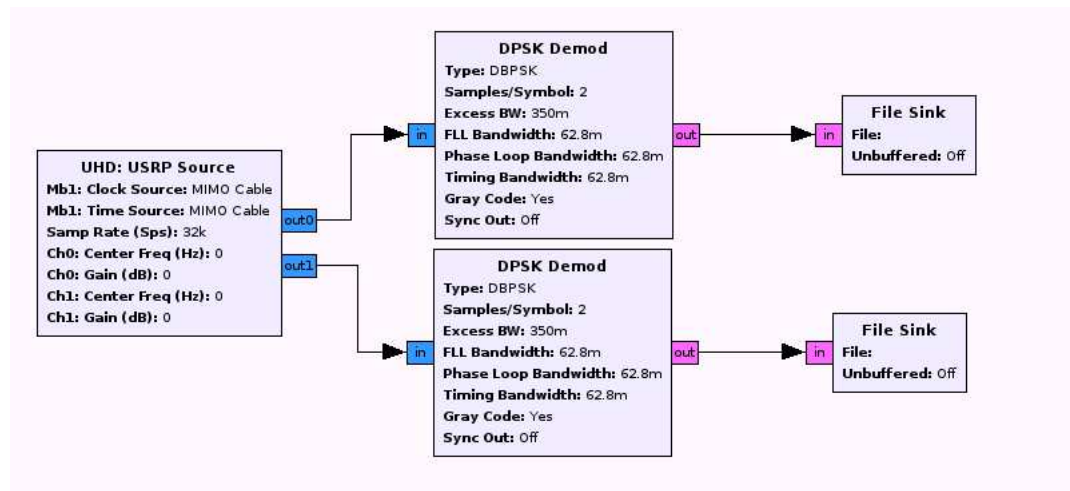 UHD: USRP Source
Mb1: Clock Source: MIMO Cable
Mb1: Time Source: MIMO Cable
Samp Rate (Sps): 32k
Ch0: Center Freq (Hz): 0
Ch0: Gain (dB): 0
Ch1: Center Freq (Hz): 0
Ch1: Gain (dB): 0
out0
out1
in
DPSK Demod
Type: DBPSK
Samples/Symbol: 2
Excess BW: 350m
FLL Bandwidth: 62.8m
Phase Loop Bandwidth: 62.8m
Timing Bandwidth: 62.8m
Gray Code: Yes
Sync Out: Off
out
in
File Sink
File:
Unbuffered: Off
in
DPSK Demod
Type: DBPSK
Samples/Symbol: 2
Excess BW: 350m
FLL Bandwidth: 62.8m
Phase Loop Bandwidth: 62.8m
Timing Bandwidth: 62.8m
Gray Code: Yes
Sync Out: Off
out
in
File Sink
File:
Unbuffered: Off